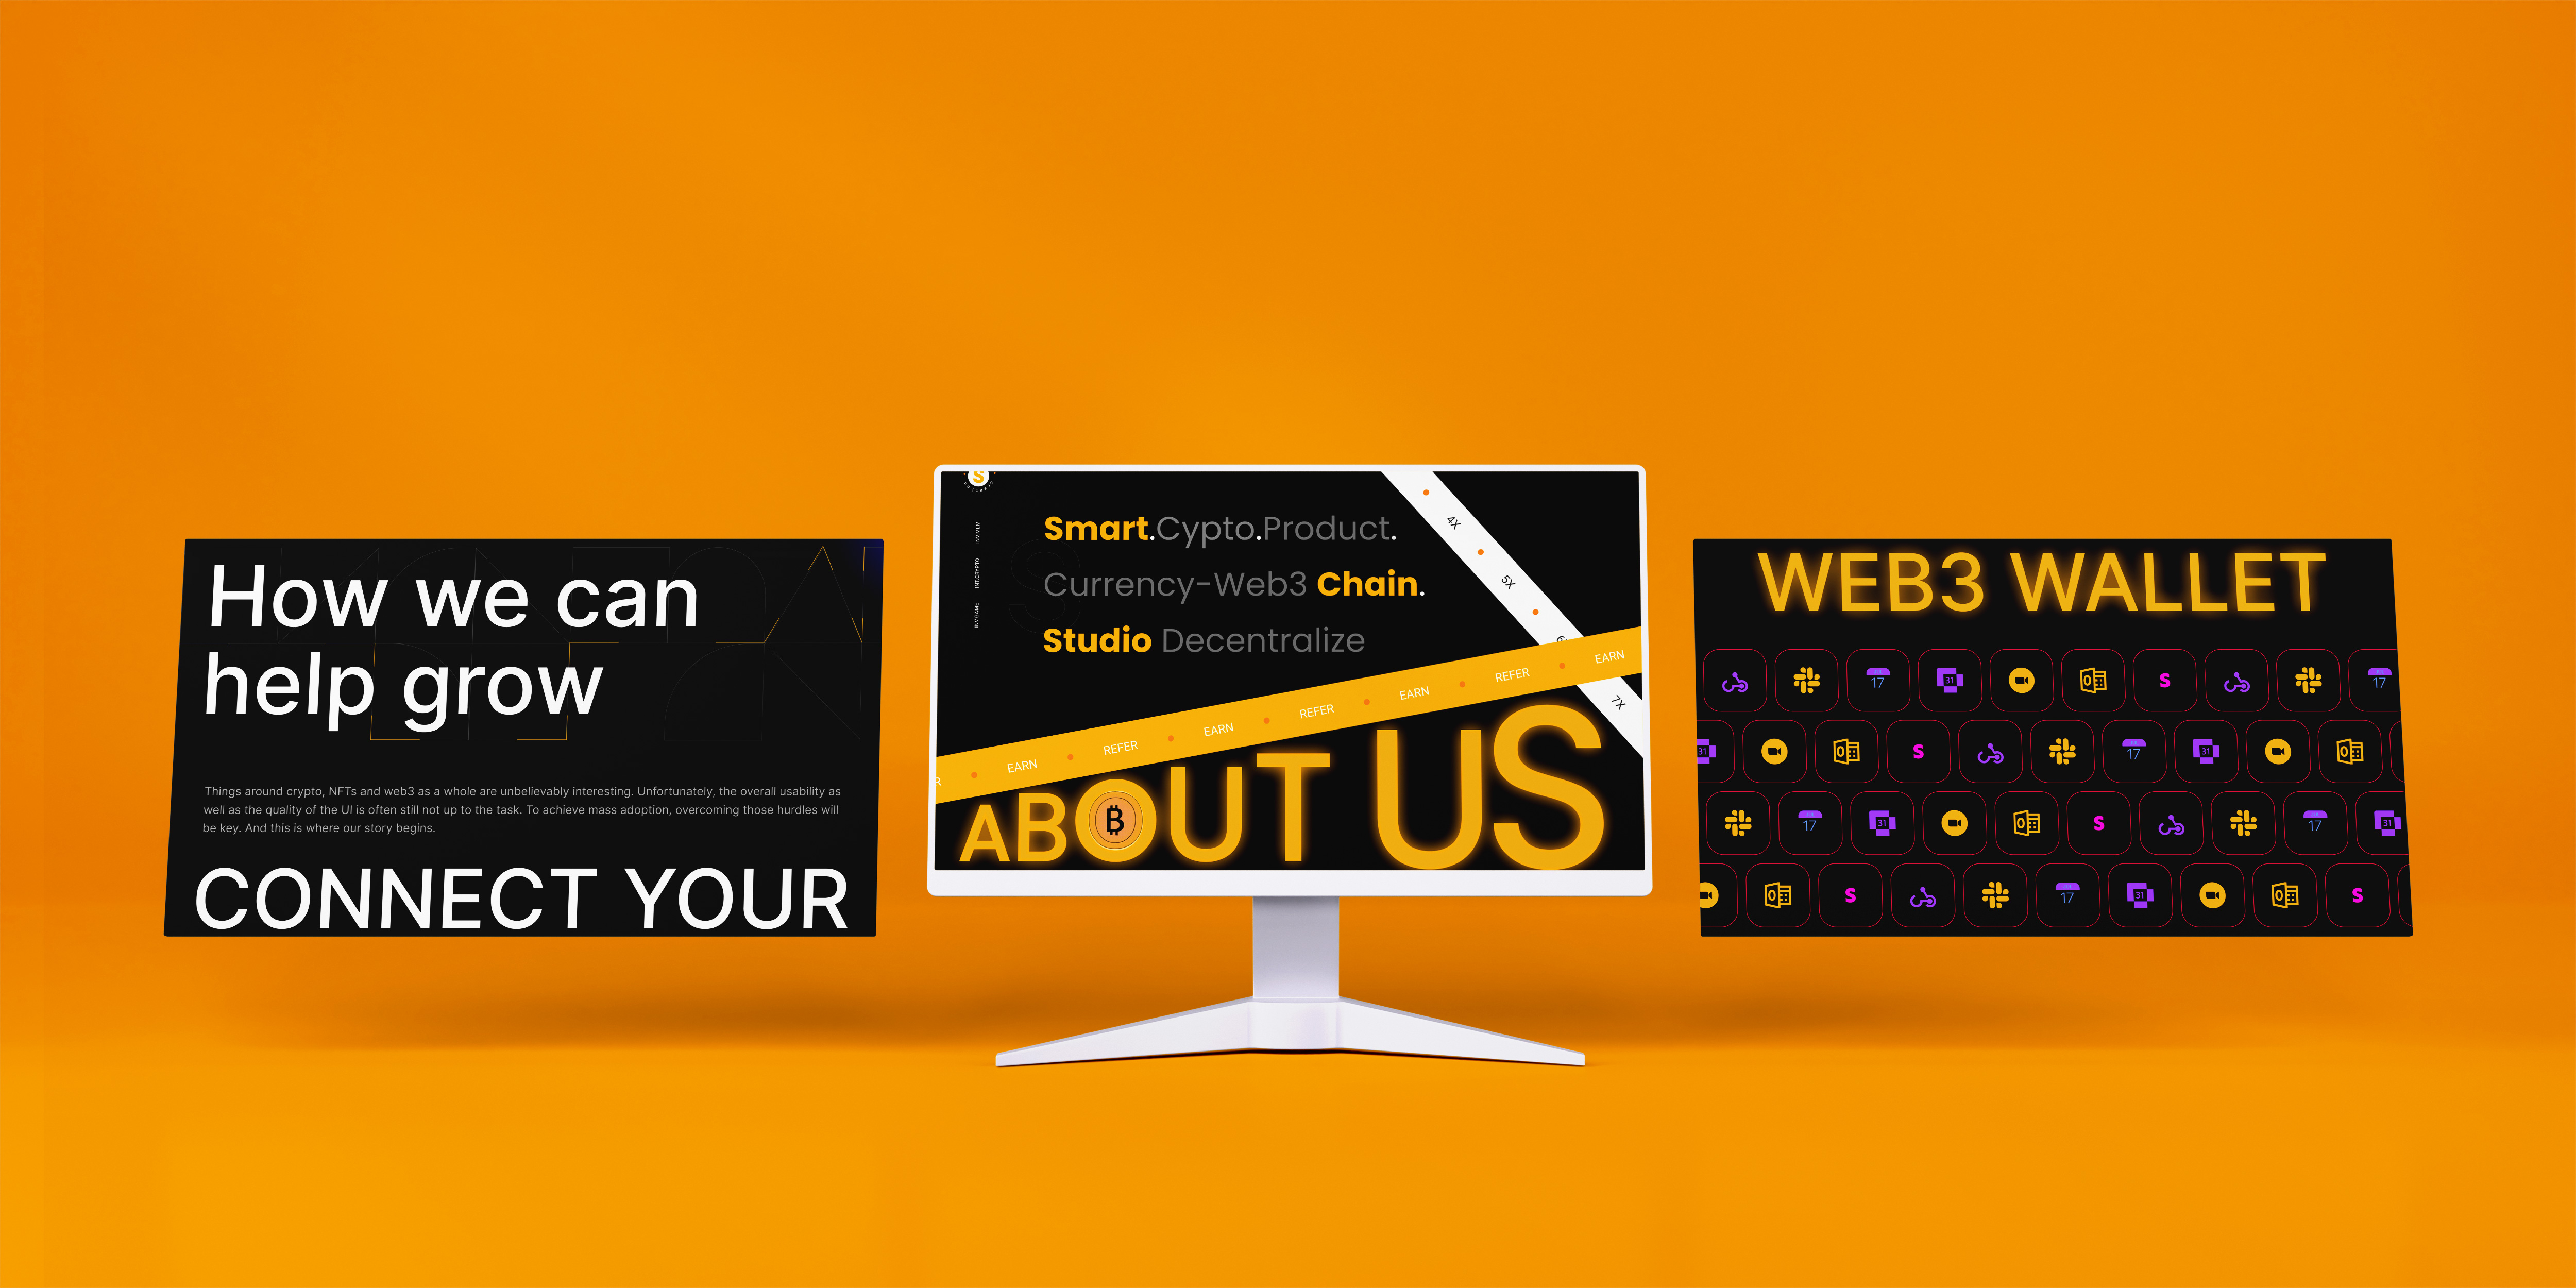 How we can
help grow
Things around crypto, NFTs and web3 as a whole are unbelievably interesting. Unfortunately, the overall usability as
well as the quality of the UI is often still not up to the task. To achieve mass adoption, overcoming those hurdles will
be key. And this is where our story begins.
CONNECT YOUR
S
INV.MLM
INT.CRYPTO
INV.GAME
Smart.Cypto.Product.
Currency-Web3 Chain.
Studio Decentralize
4X
5X
6
7X
R EARN REFER EARN REFER EARN REFER EARN
ABOUT US
WEB3 WALLET
17 31 S 17
31 S 17 31
17 31 S 17 31
S 17 31 S